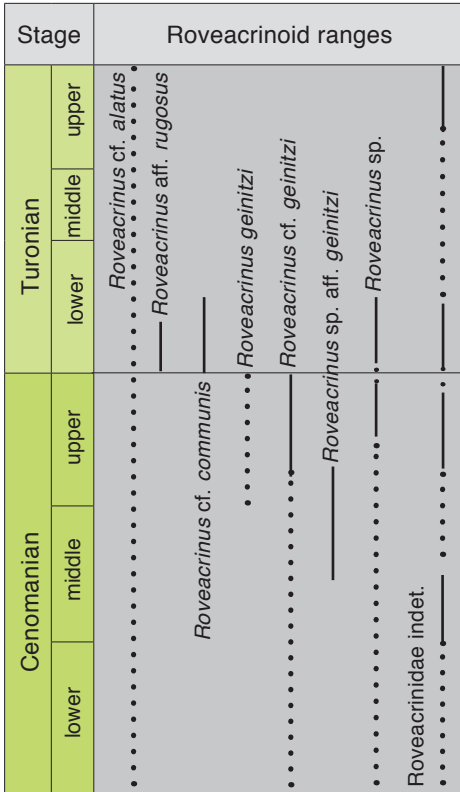 Stage
Roveacrinoid ranges
Turonian
upper
middle
lower
Cenomanian
upper
middle
lower
Roveacrinus cf. alatus
Roveacrinus aff. rugosus
Roveacrinus cf. communis
Roveacrinus geinitzi
Roveacrinus cf. geinitzi
Roveacrinus sp. aff. geinitzi
Roveacrinus sp.
Roveacrinidae indet.